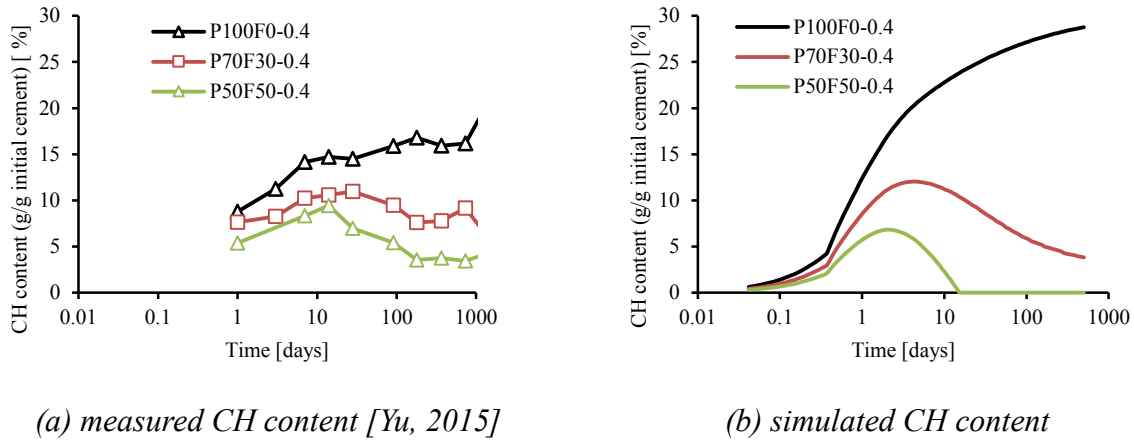 CH content (g/g initial cement) [ %]
30
25
20
15
10
5
0
P100F0-0.4
P70F30-0.4
P50F50-0.4
0.01 0.1 1 10 100 1000
Time [days]
(a) measured CH content [Yu, 2015]
CH content (g/g initial cement) [%]
30
25
20
15
10
5
0
P100F0-0.4
P70F30-0.4
P50F50-0.4
0.01 0.1 1 10 100 1000
Time [days]
(b) simulated CH content